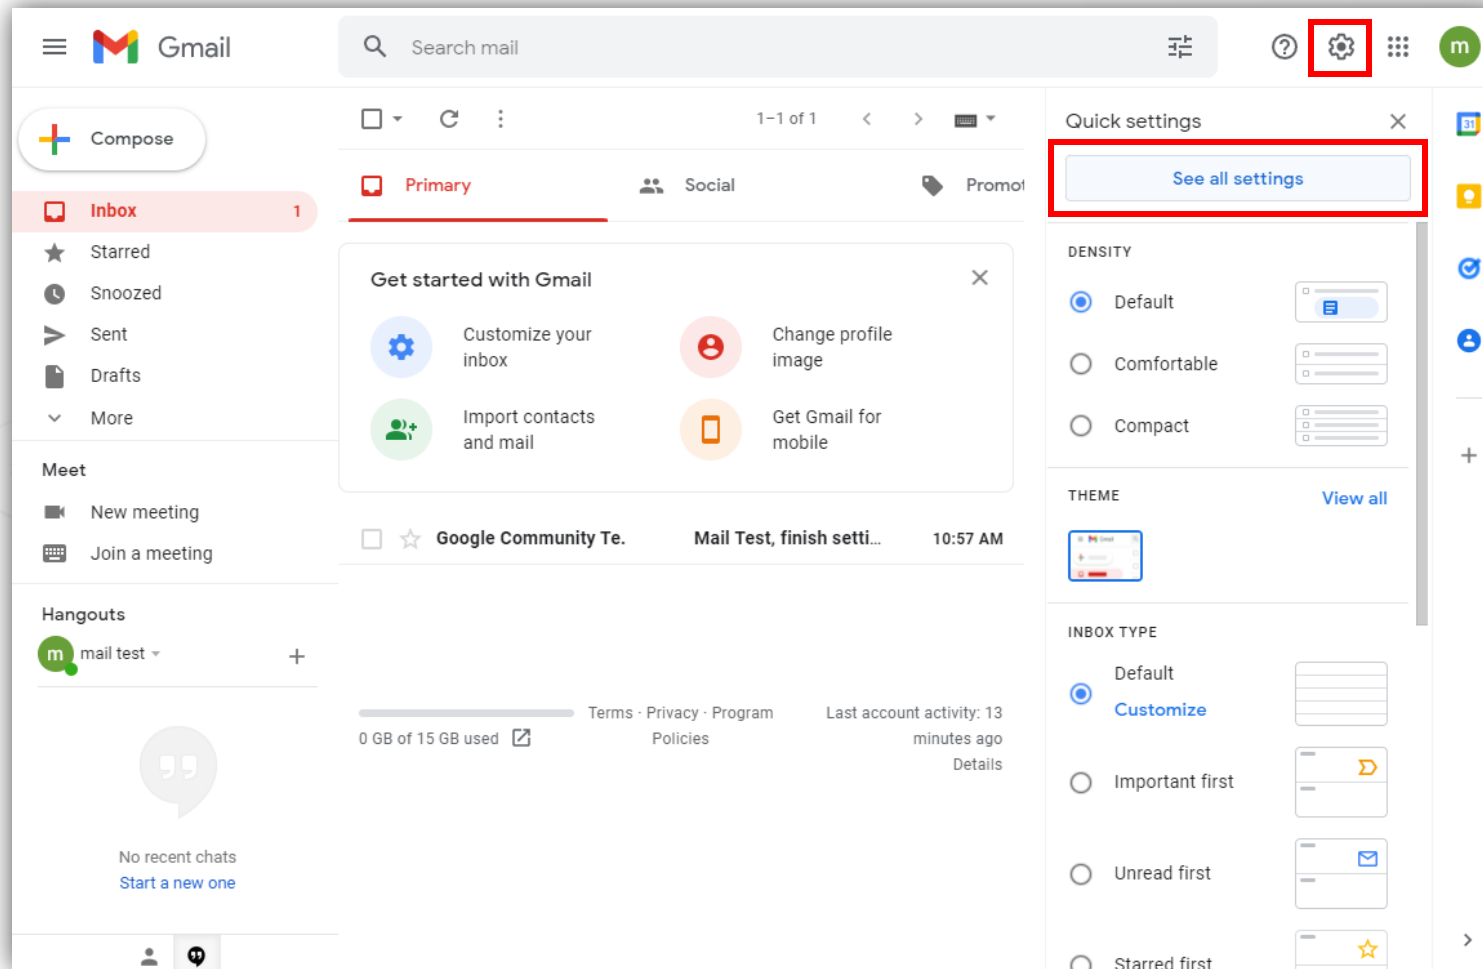 Gmail
Search mail
m
Compose
Inbox 1
Starred
Snoozed
Sent
Drafts
More
Meet
New meeting
Join a meeting
Hangouts
m mail test
No recent chats
Start a new one
1–1 of 1
Primary
Social
Promot
Get started with Gmail
Customize your
inbox
Change profile
image
Import contacts
and mail
Get Gmail for
mobile
Google Community Te. Mail Test, finish setti... 10:57 AM
0 GB of 15 GB used
Terms · Privacy · Program
Policies
Last account activity: 13
minutes ago
Details
Quick settings
See all settings
DENSITY
Default
Comfortable
Compact
THEME View all
Gmail
INBOX TYPE
Default
Customize
Important first
Unread first
Starred first
31